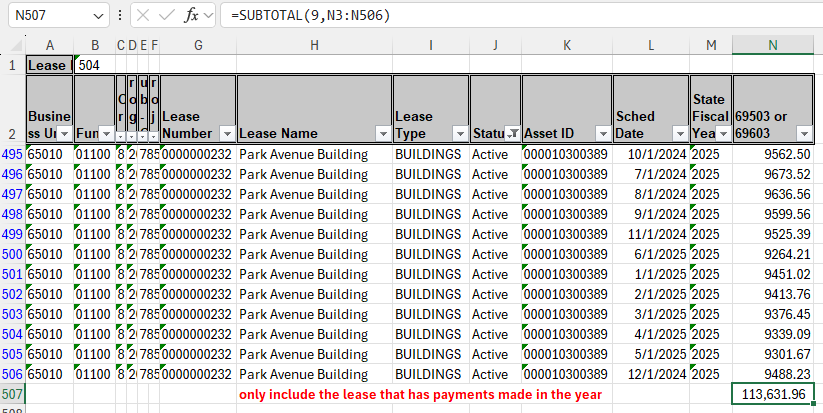 N507 fx =SUBTOTAL(9,N3:N506)
A B C D E F G H I J K L M N
1 Lease 504
2 Busine ss Un Fun C r r o g u b - r o j Lease Number Lease Name Lease Type Statu Asset ID Sched Date State Fiscal Yea 69503 or 69603
495 65010 01100 8 2 785 0000000232 Park Avenue Building BUILDINGS Active 000010300389 10/1/2024 2025 9562.50
496 65010 01100 8 2 785 0000000232 Park Avenue Building BUILDINGS Active 000010300389 7/1/2024 2025 9673.52
497 65010 01100 8 2 785 0000000232 Park Avenue Building BUILDINGS Active 000010300389 8/1/2024 2025 9636.56
498 65010 01100 8 2 785 0000000232 Park Avenue Building BUILDINGS Active 000010300389 9/1/2024 2025 9599.56
499 65010 01100 8 2 785 0000000232 Park Avenue Building BUILDINGS Active 000010300389 11/1/2024 2025 9525.39
500 65010 01100 8 2 785 0000000232 Park Avenue Building BUILDINGS Active 000010300389 6/1/2025 2025 9264.21
501 65010 01100 8 2 785 0000000232 Park Avenue Building BUILDINGS Active 000010300389 1/1/2025 2025 9451.02
502 65010 01100 8 2 785 0000000232 Park Avenue Building BUILDINGS Active 000010300389 2/1/2025 2025 9413.76
503 65010 01100 8 2 785 0000000232 Park Avenue Building BUILDINGS Active 000010300389 3/1/2025 2025 9376.45
504 65010 01100 8 2 785 0000000232 Park Avenue Building BUILDINGS Active 000010300389 4/1/2025 2025 9339.09
505 65010 01100 8 2 785 0000000232 Park Avenue Building BUILDINGS Active 000010300389 5/1/2025 2025 9301.67
506 65010 01100 8 2 785 0000000232 Park Avenue Building BUILDINGS Active 000010300389 12/1/2024 2025 9488.23
507 only include the lease that has payments made in the year 113,631.96